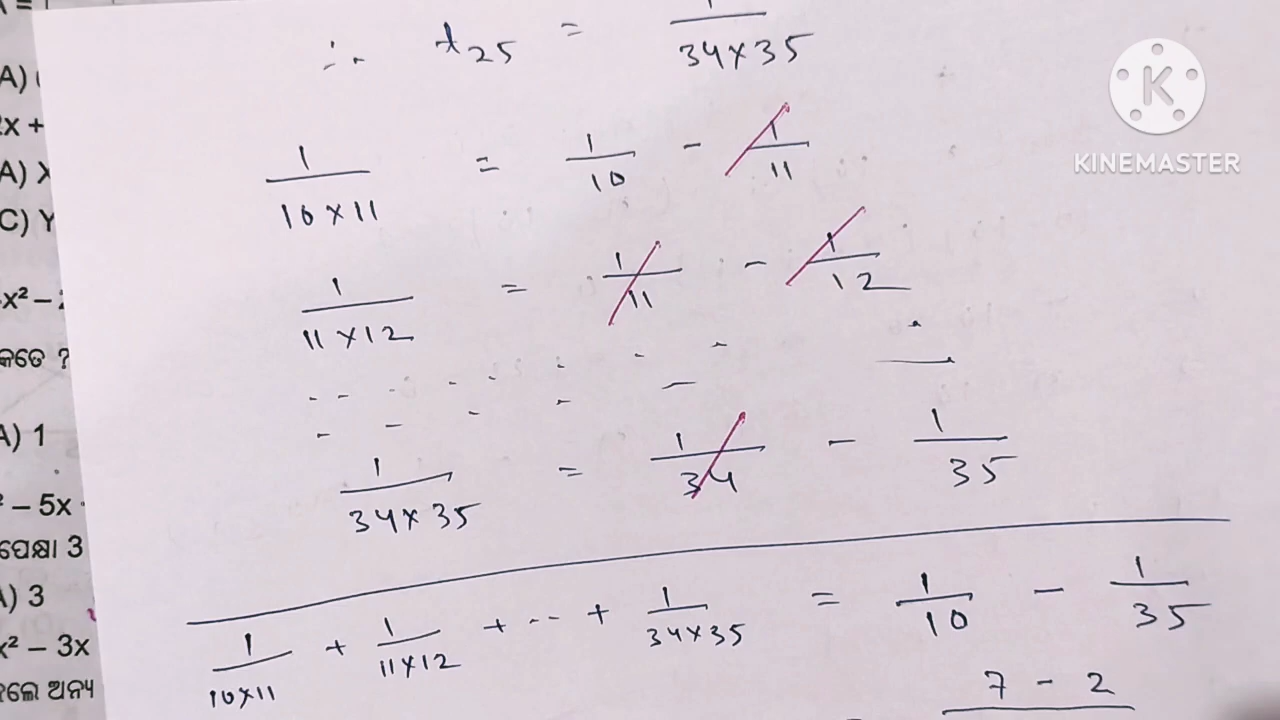 ∴ t₂₅ = 1/(34×35)
1/(10×11) = 1/10 - 1/11
1/(11×12) = 1/11 - 1/12
1/(34×35) = 1/34 - 1/35
1/(10×11) + 1/(11×12) + -- + 1/(34×35) = 1/10 - 1/35
7 - 2
KINEMASTER
A)
x +
A) X
C) Y
x² –
କେତେ ?
A) 1
² – 5x
ପେକ୍ଷା 3
A) 3
x² – 3x
ଅନ୍ୟ